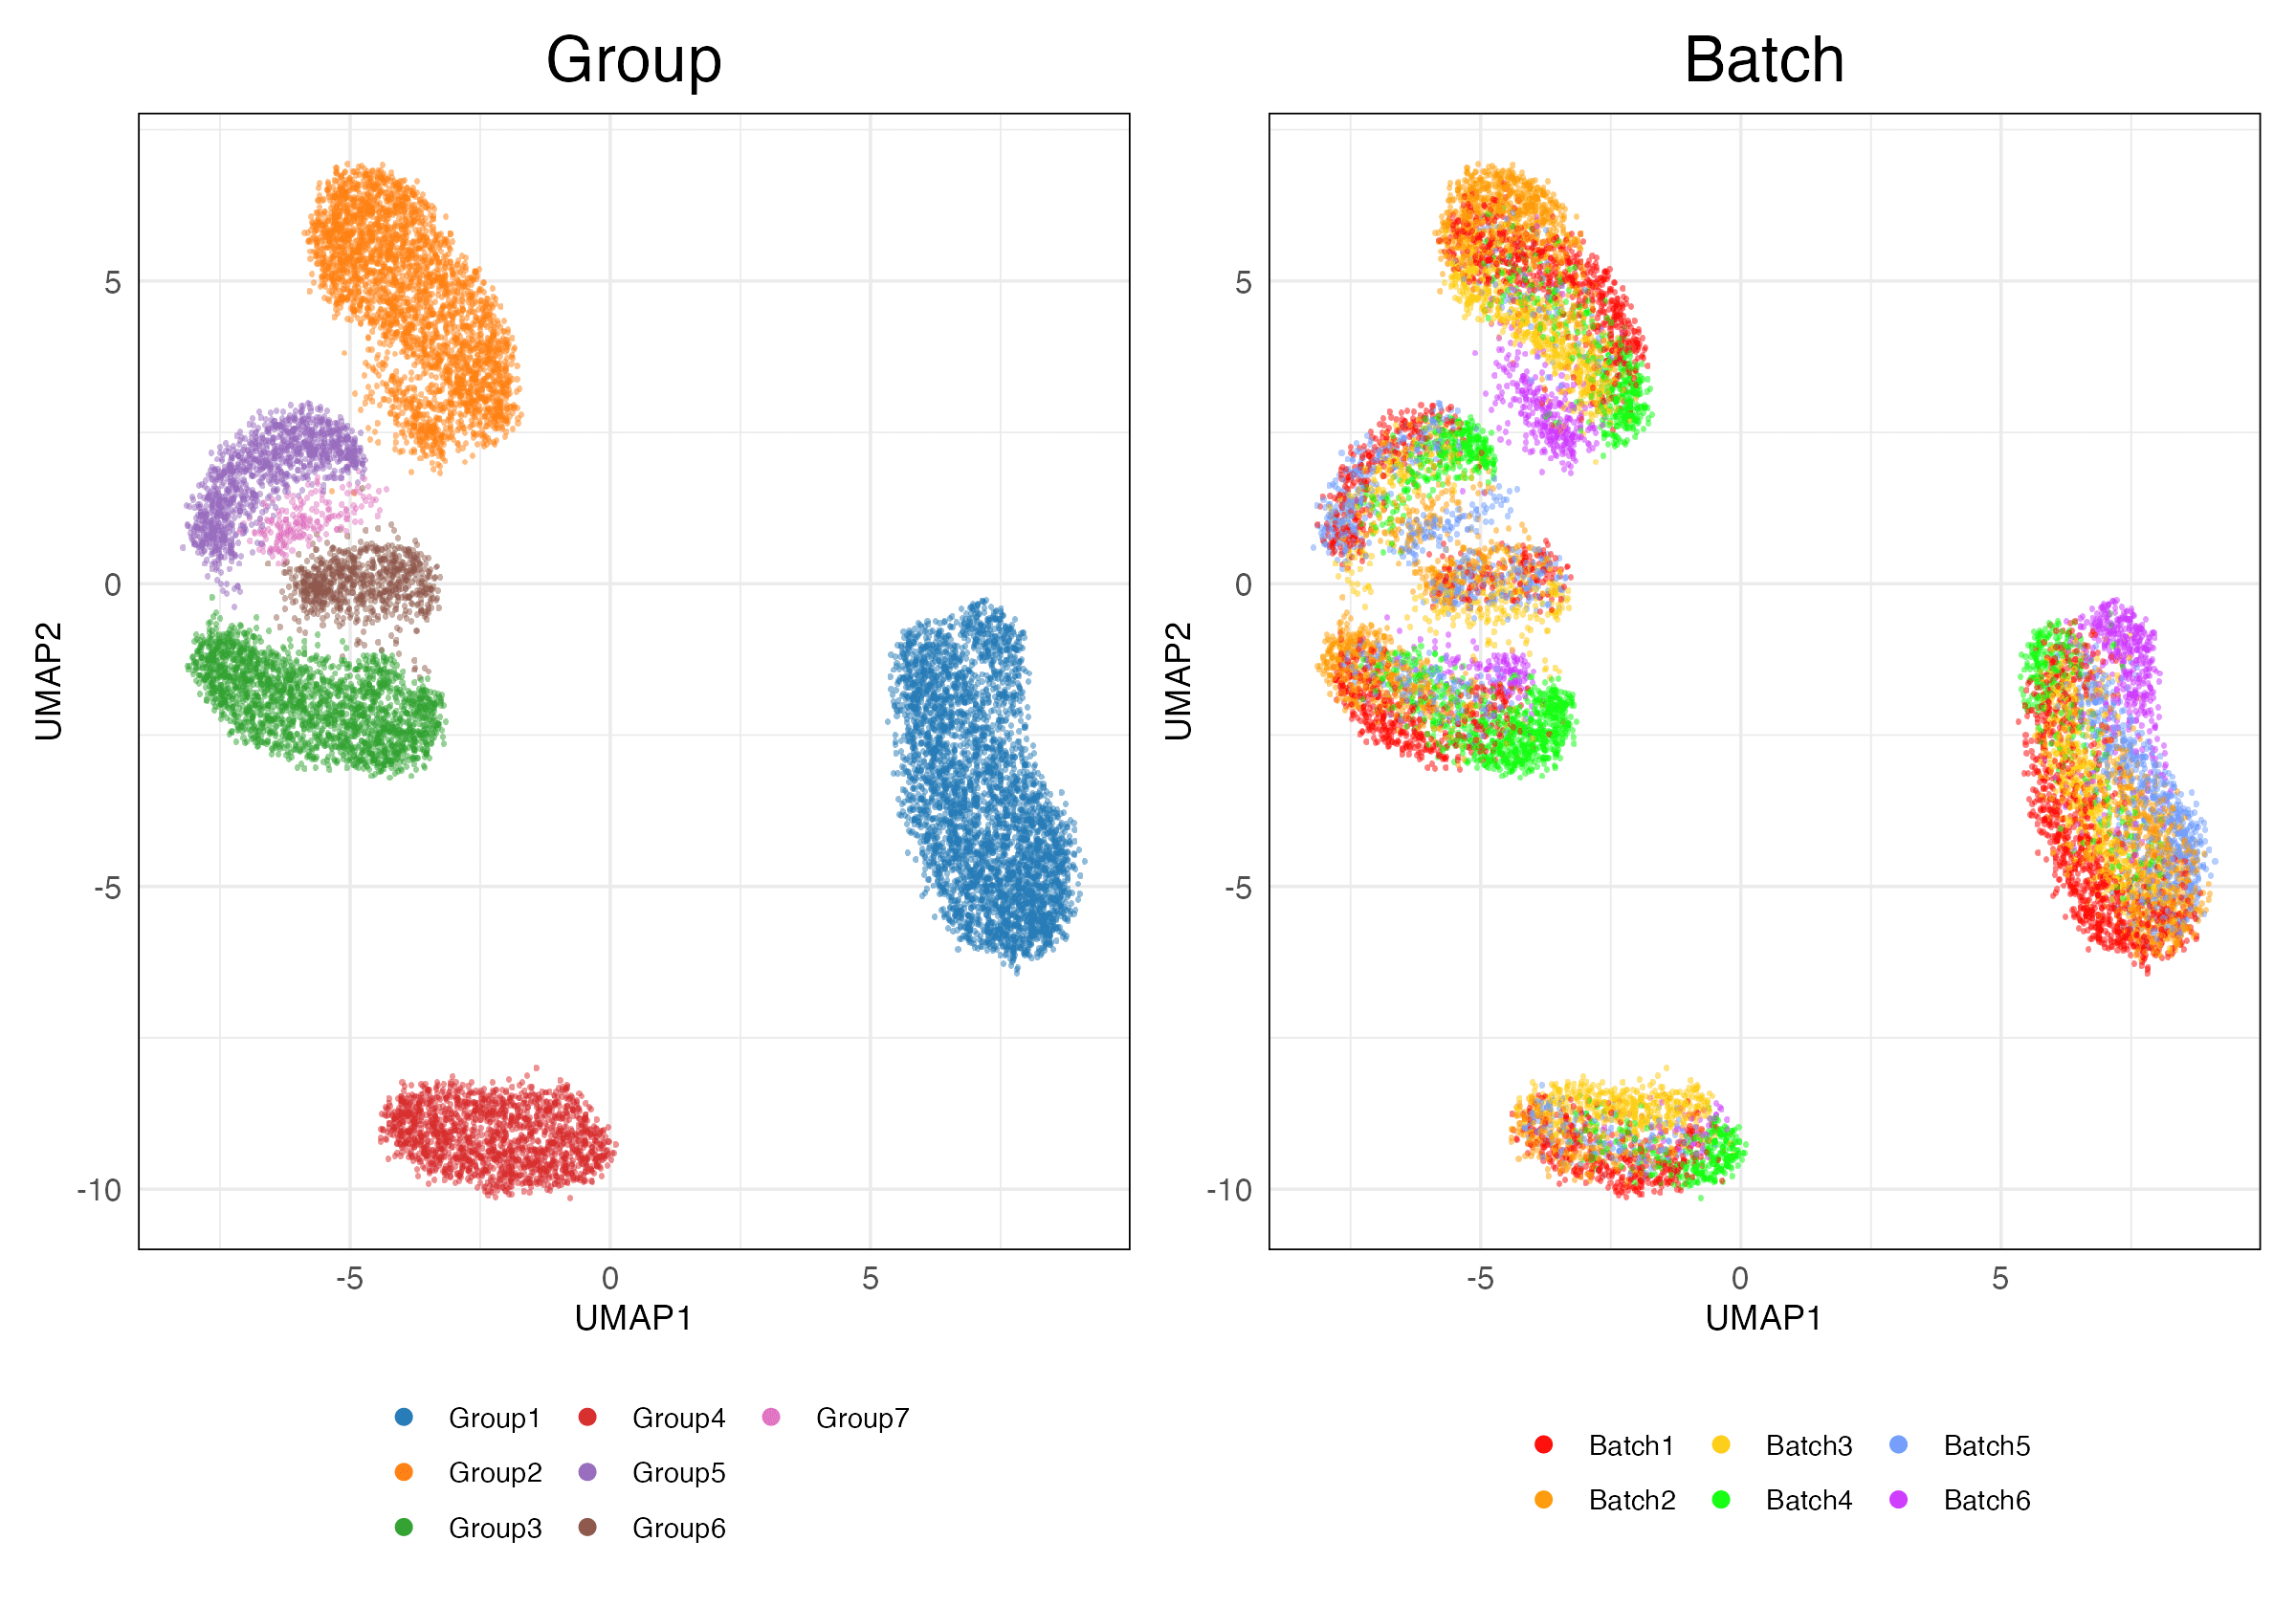 Group
Batch
5
0
-5
-10
UMAP2
-5 0 5
UMAP1
5
0
-5
-10
UMAP2
-5 0 5
UMAP1
Group1 Group4 Group7
Group2 Group5
Group3 Group6
Batch1 Batch3 Batch5
Batch2 Batch4 Batch6